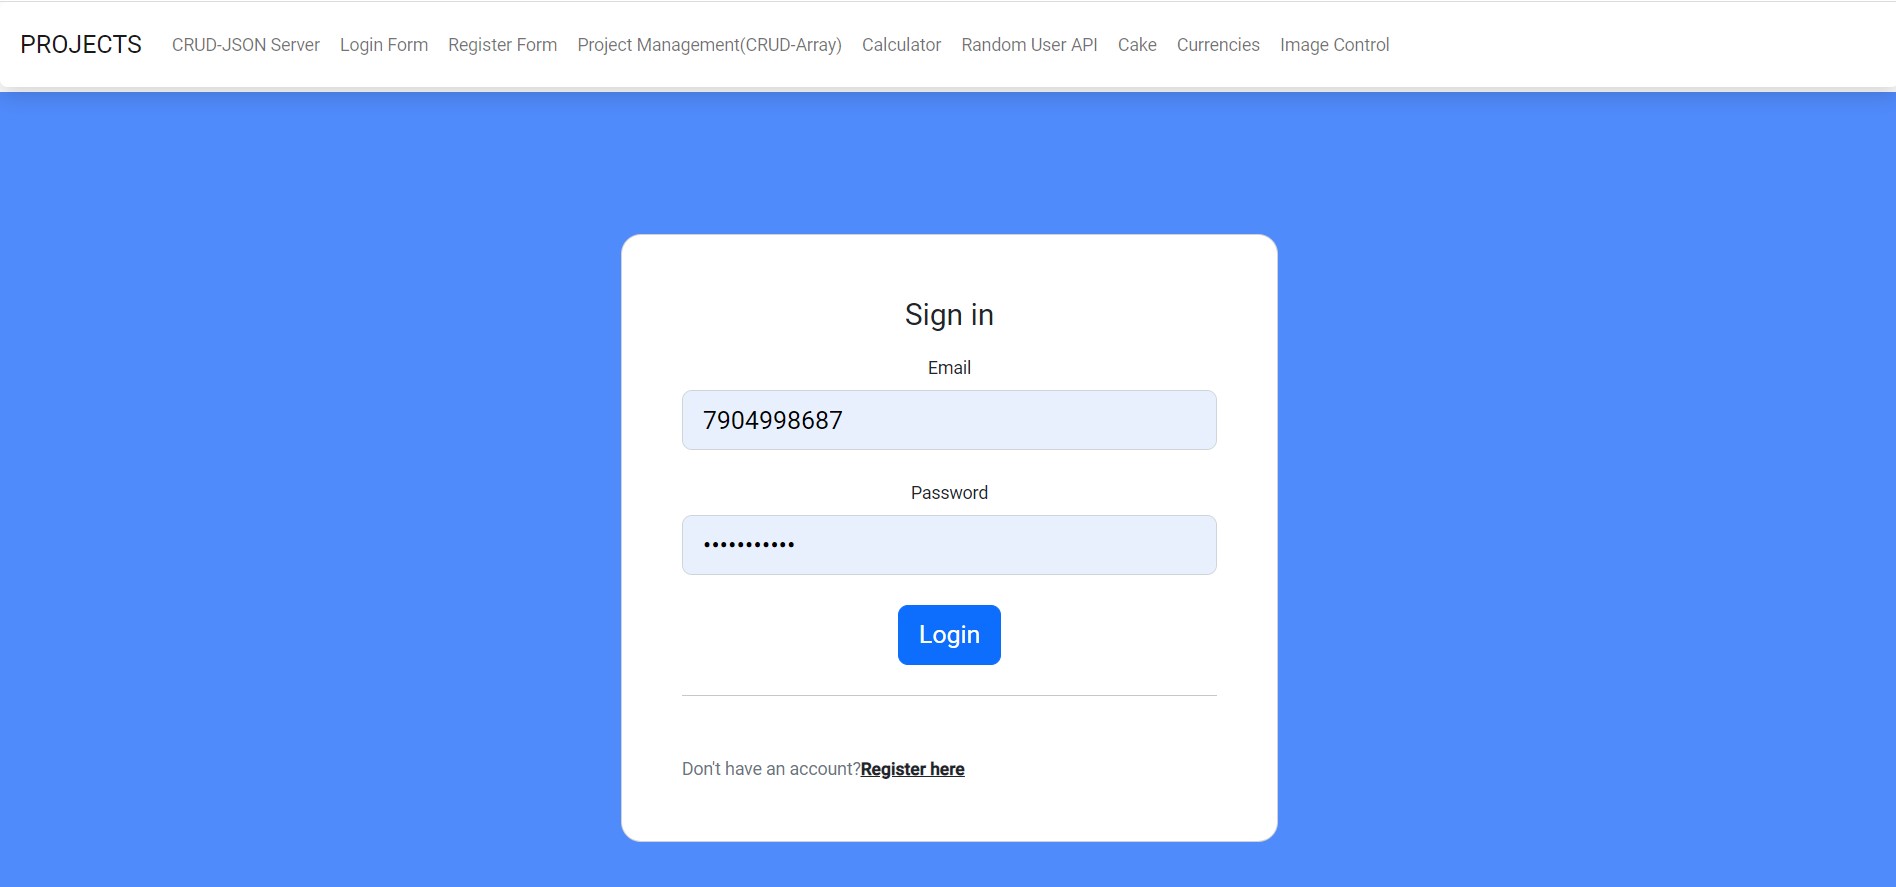 PROJECTS CRUD-JSON Server Login Form Register Form Project Management(CRUD-Array) Calculator Random User API Cake Currencies Image Control
Sign in
Email
7904998687
Password
•••••••••••
Login
Don't have an account?Register here